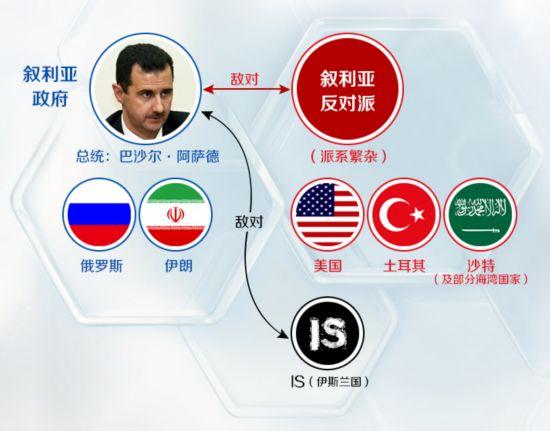 叙利亚
政府
敌对
叙利亚
反对派
总统：巴沙尔·阿萨德
（派系繁杂）
敌对
俄罗斯
伊朗
美国
土耳其
沙特
（及部分海湾国家）
IS
IS（伊斯兰国）